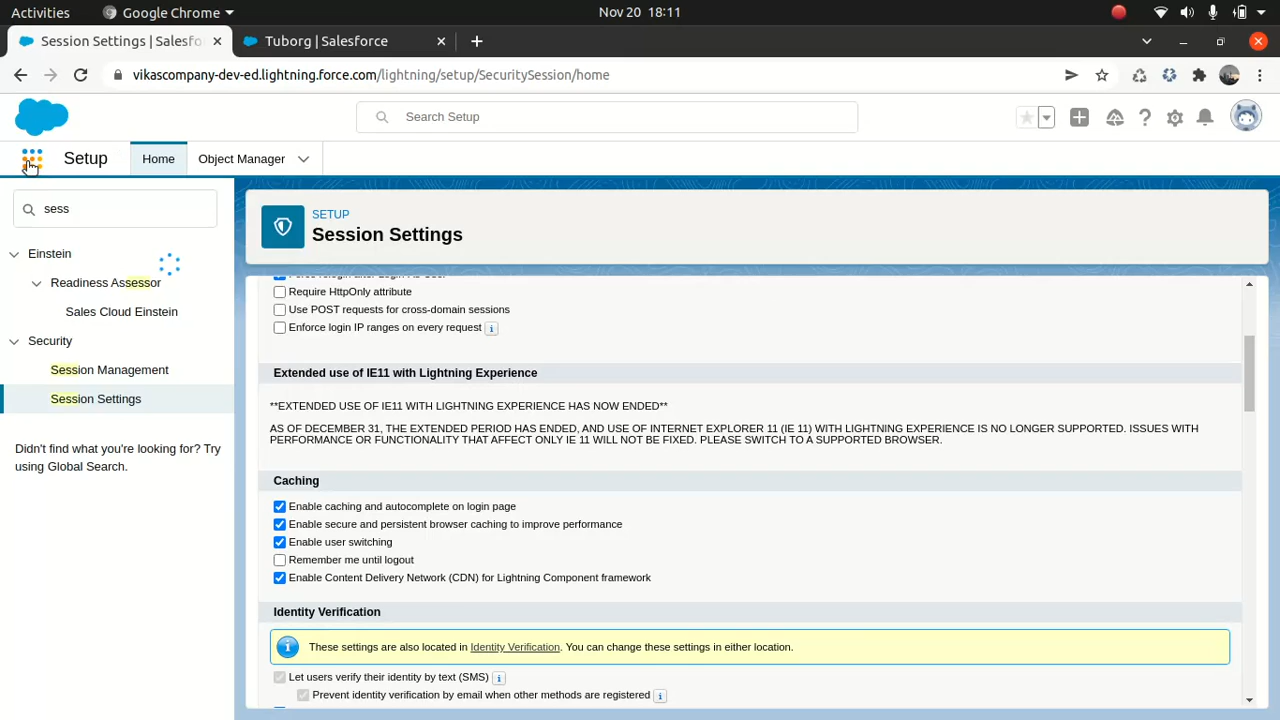 Activities
Google Chrome
Nov 20 18:11
Session Settings | Salesfo
Tuborg | Salesforce
vikascompany-dev-ed.lightning.force.com/lightning/setup/SecuritySession/home
Search Setup
Setup
Home
Object Manager
sess
Einstein
Readiness Assessor
Sales Cloud Einstein
Security
Session Management
Session Settings
Didn't find what you're looking for? Try
using Global Search.
SETUP
Session Settings
Force relogin after Login-As-User
Require HttpOnly attribute
Use POST requests for cross-domain sessions
Enforce login IP ranges on every request
Extended use of IE11 with Lightning Experience
**EXTENDED USE OF IE11 WITH LIGHTNING EXPERIENCE HAS NOW ENDED**
AS OF DECEMBER 31, THE EXTENDED PERIOD HAS ENDED, AND USE OF INTERNET EXPLORER 11 (IE 11) WITH LIGHTNING EXPERIENCE IS NO LONGER SUPPORTED. ISSUES WITH
PERFORMANCE OR FUNCTIONALITY THAT AFFECT ONLY IE 11 WILL NOT BE FIXED. PLEASE SWITCH TO A SUPPORTED BROWSER.
Caching
Enable caching and autocomplete on login page
Enable secure and persistent browser caching to improve performance
Enable user switching
Remember me until logout
Enable Content Delivery Network (CDN) for Lightning Component framework
Identity Verification
These settings are also located in Identity Verification. You can change these settings in either location.
Let users verify their identity by text (SMS)
Prevent identity verification by email when other methods are registered